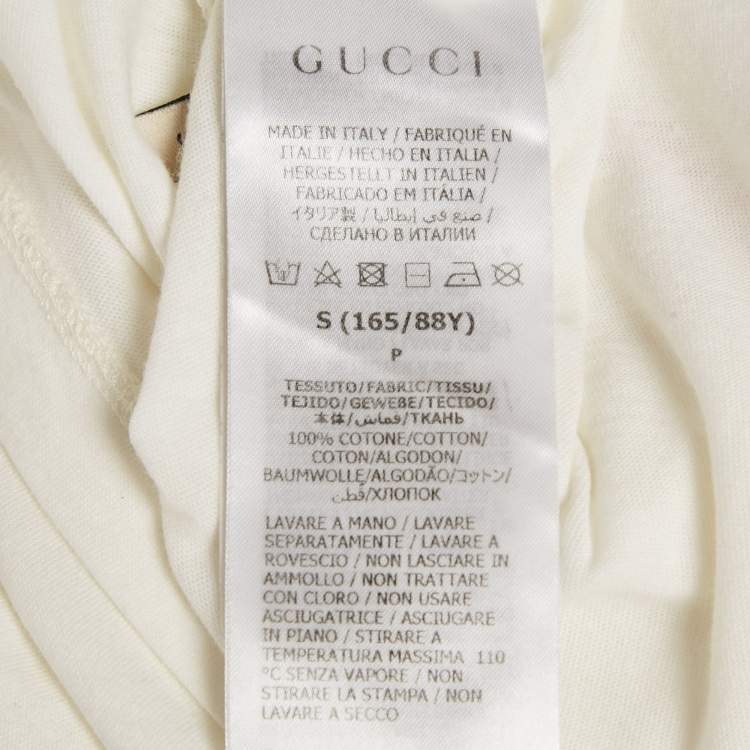 GUCCI
MADE IN ITALY / FABRIQUÉ EN
ITALIE / HECHO EN ITALIA /
HERGESTELLT IN ITALIEN /
FABRICADO EM ITÁLIA /
イタリア製 / صنع في إيطاليا /
СДЕЛАНО В ИТАЛИИ
S (165/88Y)
P
TESSUTO/FABRIC/TISSU/
TEJIDO/GEWEBE/TECIDO/
本体/قماش/ТКАНЬ
100% COTONE/COTTON/
COTON/ALGODON/
BAUMWOLLE/ALGODÃO/コットン/
قطن/ХЛОПОК
LAVARE A MANO / LAVARE
SEPARATAMENTE / LAVARE A
ROVESCIO / NON LASCIARE IN
AMMOLLO / NON TRATTARE
CON CLORO / NON USARE
ASCIUGATRICE / ASCIUGARE
IN PIANO / STIRARE A
TEMPERATURA MASSIMA 110
°C SENZA VAPORE / NON
STIRARE LA STAMPA / NON
LAVARE A SECCO